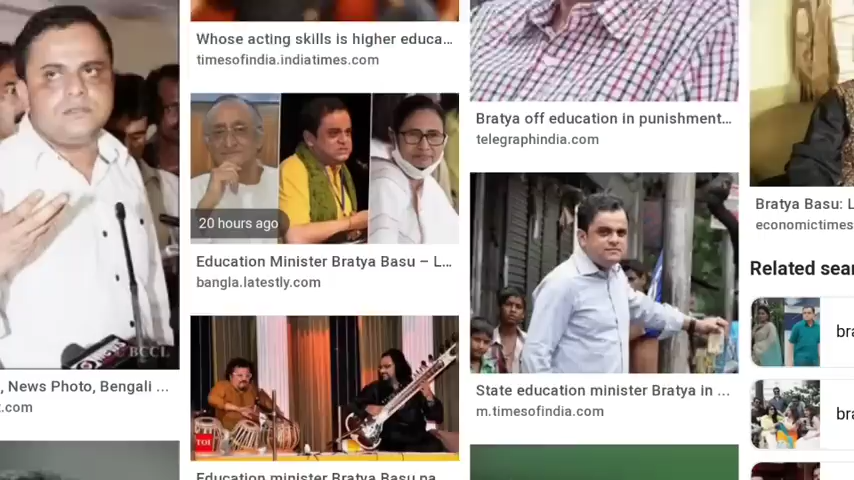 BCCL
, News Photo, Bengali ...
t.com
Whose acting skills is higher educa...
timesofindia.indiatimes.com
20 hours ago
Education Minister Bratya Basu – L...
bangla.latestly.com
TOI
Education minister Bratya Basu pa
Bratya off education in punishment...
telegraphindia.com
State education minister Bratya in ...
m.timesofindia.com
Bratya Basu: L
economictimes
Related sear
bra
bra